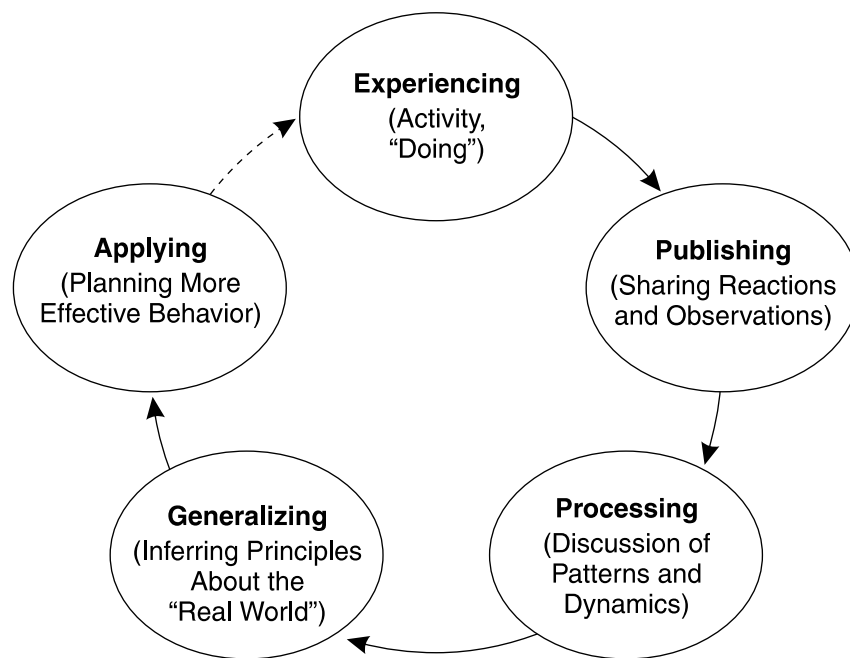 Experiencing
(Activity,
“Doing”)
Publishing
(Sharing Reactions
and Observations)
Processing
(Discussion of
Patterns and
Dynamics)
Generalizing
(Inferring Principles
About the
“Real World”)
Applying
(Planning More
Effective Behavior)